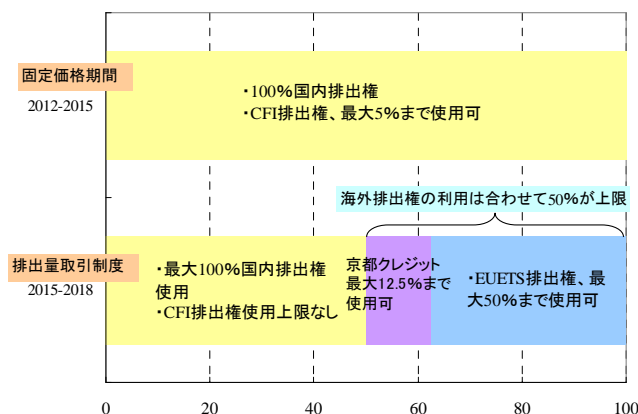 固定価格期間
2012-2015
・100%国内排出権
・CFI排出権、最大5%まで使用可
海外排出権の利用は合わせて50%が上限
排出量取引制度
2015-2018
・最大100%国内排出権
使用
・CFI排出権使用上限なし
京都クレジット
最大12.5%まで
使用可
・EUETS排出権、最
大50%まで使用可
0 20 40 60 80 100